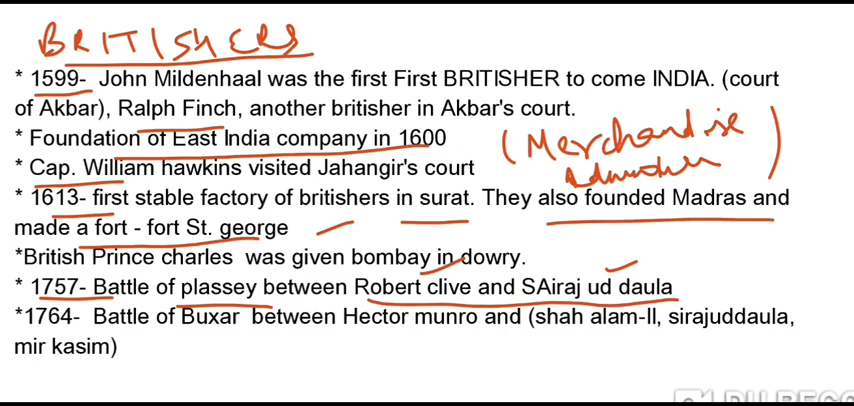 BRITISHERS
* 1599- John Mildenhaal was the first First BRITISHER to come INDIA. (court
of Akbar), Ralph Finch, another britisher in Akbar's court.
* Foundation of East India company in 1600
(Merchandise
* Cap. William hawkins visited Jahangir's court
)
* 1613- first stable factory of britishers in surat. They also founded Madras and
made a fort - fort St. george
*British Prince charles was given bombay in dowry.
* 1757- Battle of plassey between Robert clive and SAiraj ud daula
*1764- Battle of Buxar between Hector munro and (shah alam-II, sirajuddaula,
mir kasim)